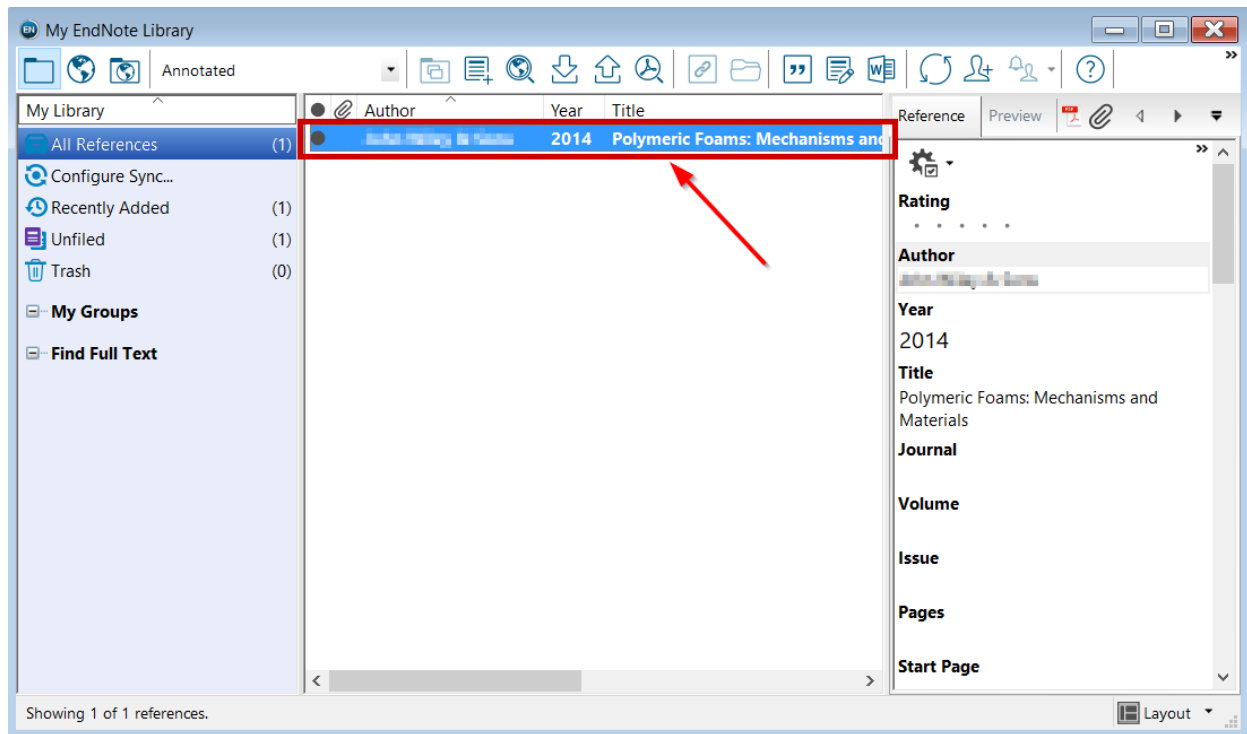 EN My EndNote Library
Annotated
My Library
All References (1)
Configure Sync...
Recently Added (1)
Unfiled (1)
Trash (0)
My Groups
Find Full Text
Author Year Title
2014 Polymeric Foams: Mechanisms and
Reference Preview
Rating
Author
Year
2014
Title
Polymeric Foams: Mechanisms and
Materials
Journal
Volume
Issue
Pages
Start Page
Showing 1 of 1 references.
Layout